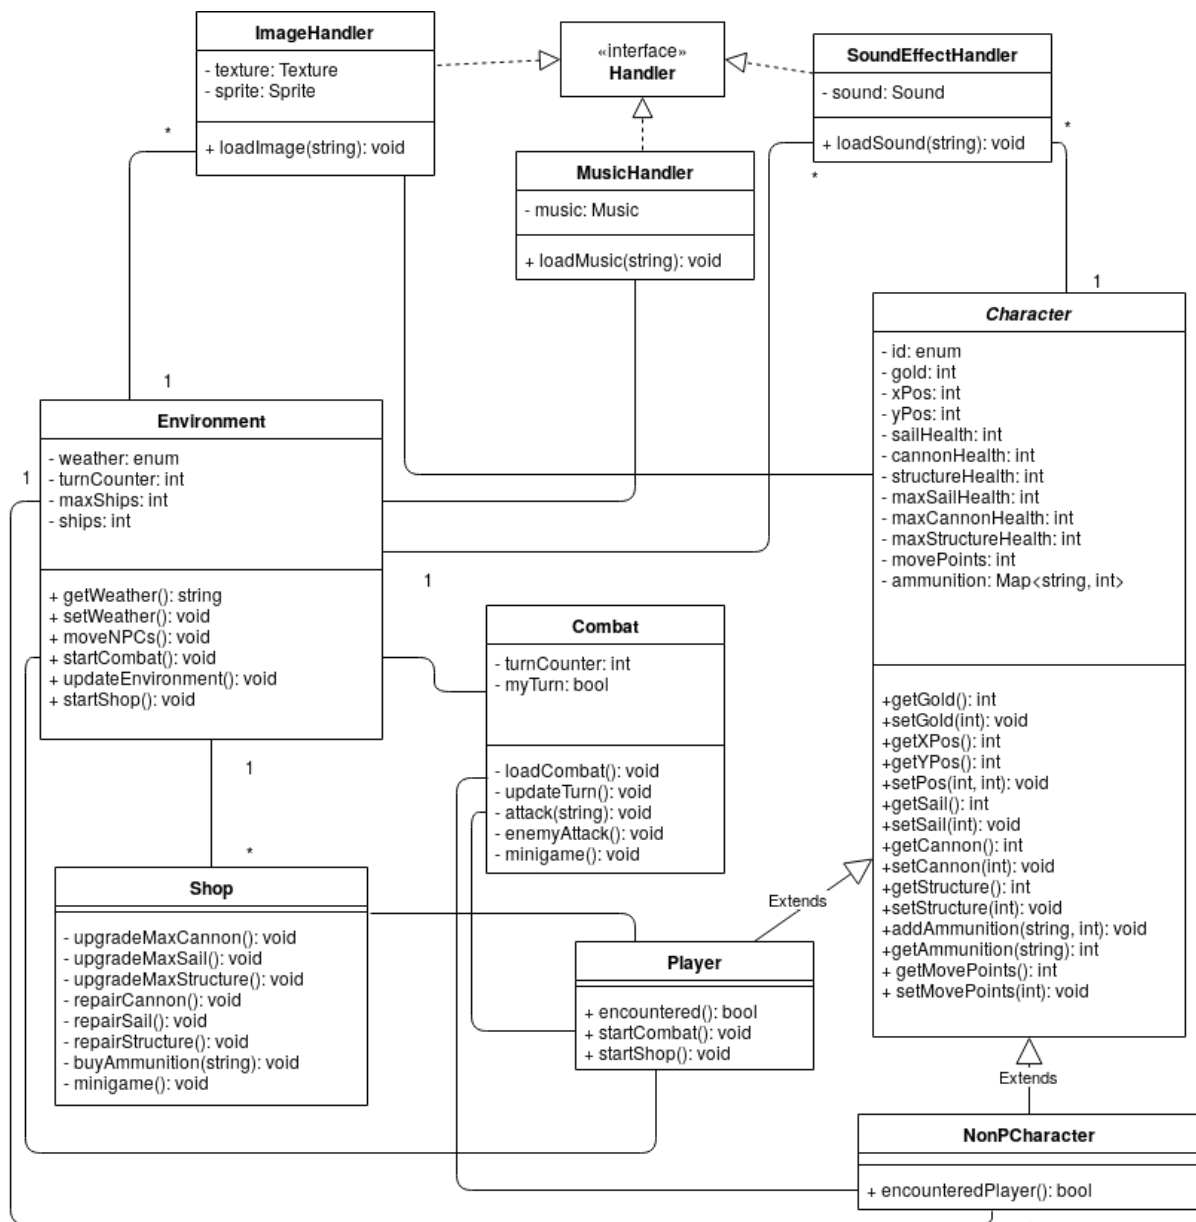 ImageHandler
- texture: Texture
- sprite: Sprite
+ loadImage(string): void
«interface»
Handler
SoundEffectHandler
- sound: Sound
+ loadSound(string): void
*
*
*
MusicHandler
- music: Music
+ loadMusic(string): void
1
1
Character
- id: enum
- gold: int
- xPos: int
- yPos: int
- sailHealth: int
- cannonHealth: int
- structureHealth: int
- maxSailHealth: int
- maxCannonHealth: int
- maxStructureHealth: int
- movePoints: int
- ammunition: Map<string, int>
+getGold(): int
+setGold(int): void
+getXPos(): int
+getYPos(): int
+setPos(int, int): void
+getSail(): int
+setSail(int): void
+getCannon(): int
+setCannon(int): void
+getStructure(): int
+setStructure(int): void
+addAmmunition(string, int): void
+getAmmunition(string): int
+ getMovePoints(): int
+ setMovePoints(int): void
Environment
1
- weather: enum
- turnCounter: int
- maxShips: int
- ships: int
+ getWeather(): string
+ setWeather(): void
+ moveNPCs(): void
+ startCombat(): void
+ updateEnvironment(): void
+ startShop(): void
1
Combat
- turnCounter: int
- myTurn: bool
- loadCombat(): void
- updateTurn(): void
- attack(string): void
- enemyAttack(): void
- minigame(): void
1
*
Shop
- upgradeMaxCannon(): void
- upgradeMaxSail(): void
- upgradeMaxStructure(): void
- repairCannon(): void
- repairSail(): void
- repairStructure(): void
- buyAmmunition(string): void
- minigame(): void
Extends
Player
+ encountered(): bool
+ startCombat(): void
+ startShop(): void
Extends
NonPCharacter
+ encounteredPlayer(): bool